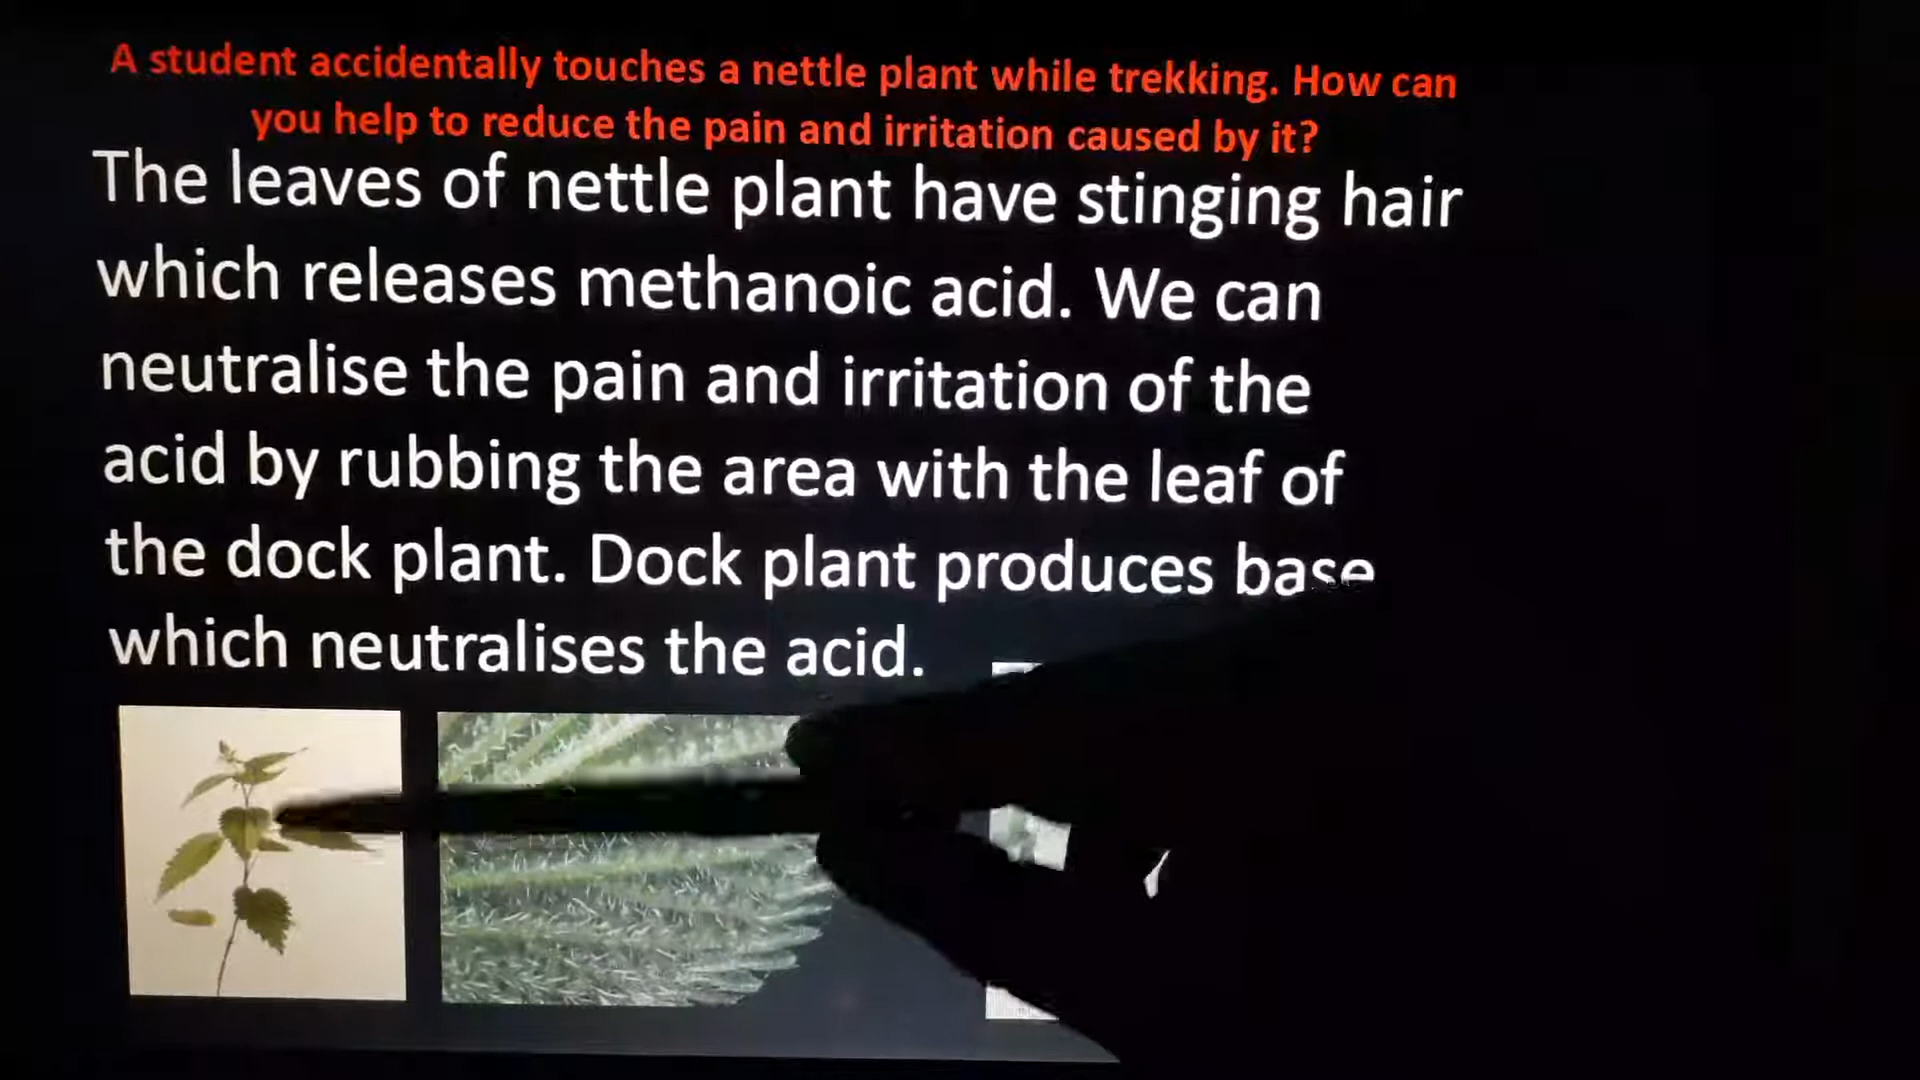 A student accidentally touches a nettle plant while trekking. How can
you help to reduce the pain and irritation caused by it?
The leaves of nettle plant have stinging hair
which releases methanoic acid. We can
neutralise the pain and irritation of the
acid by rubbing the area with the leaf of
the dock plant. Dock plant produces base
which neutralises the acid.